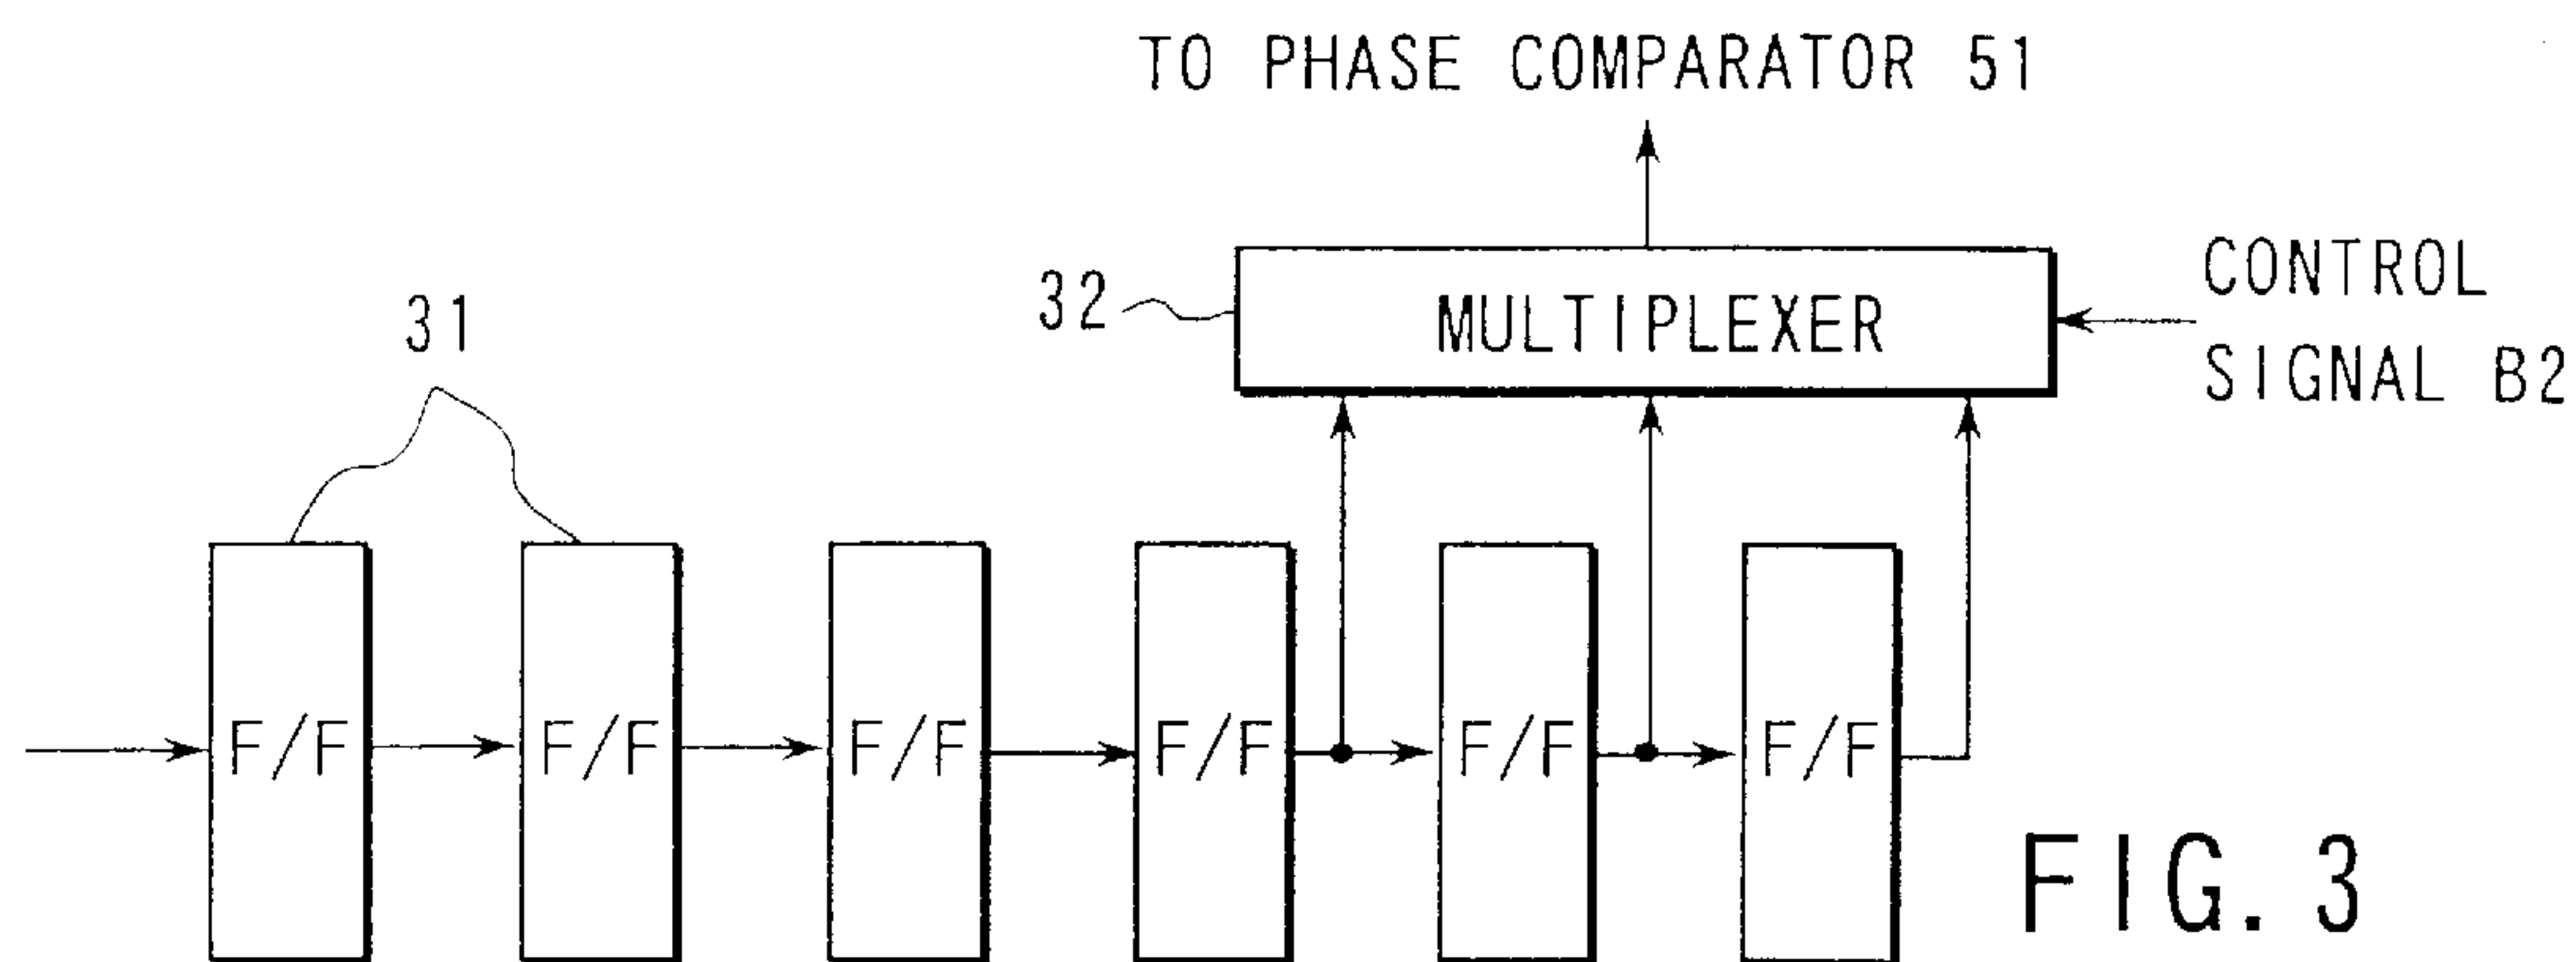 TO PHASE COMPARATOR 51
32
MULTIPLEXER
CONTROL
SIGNAL B2
31
F/F F/F F/F F/F F/F F/F
FIG. 3